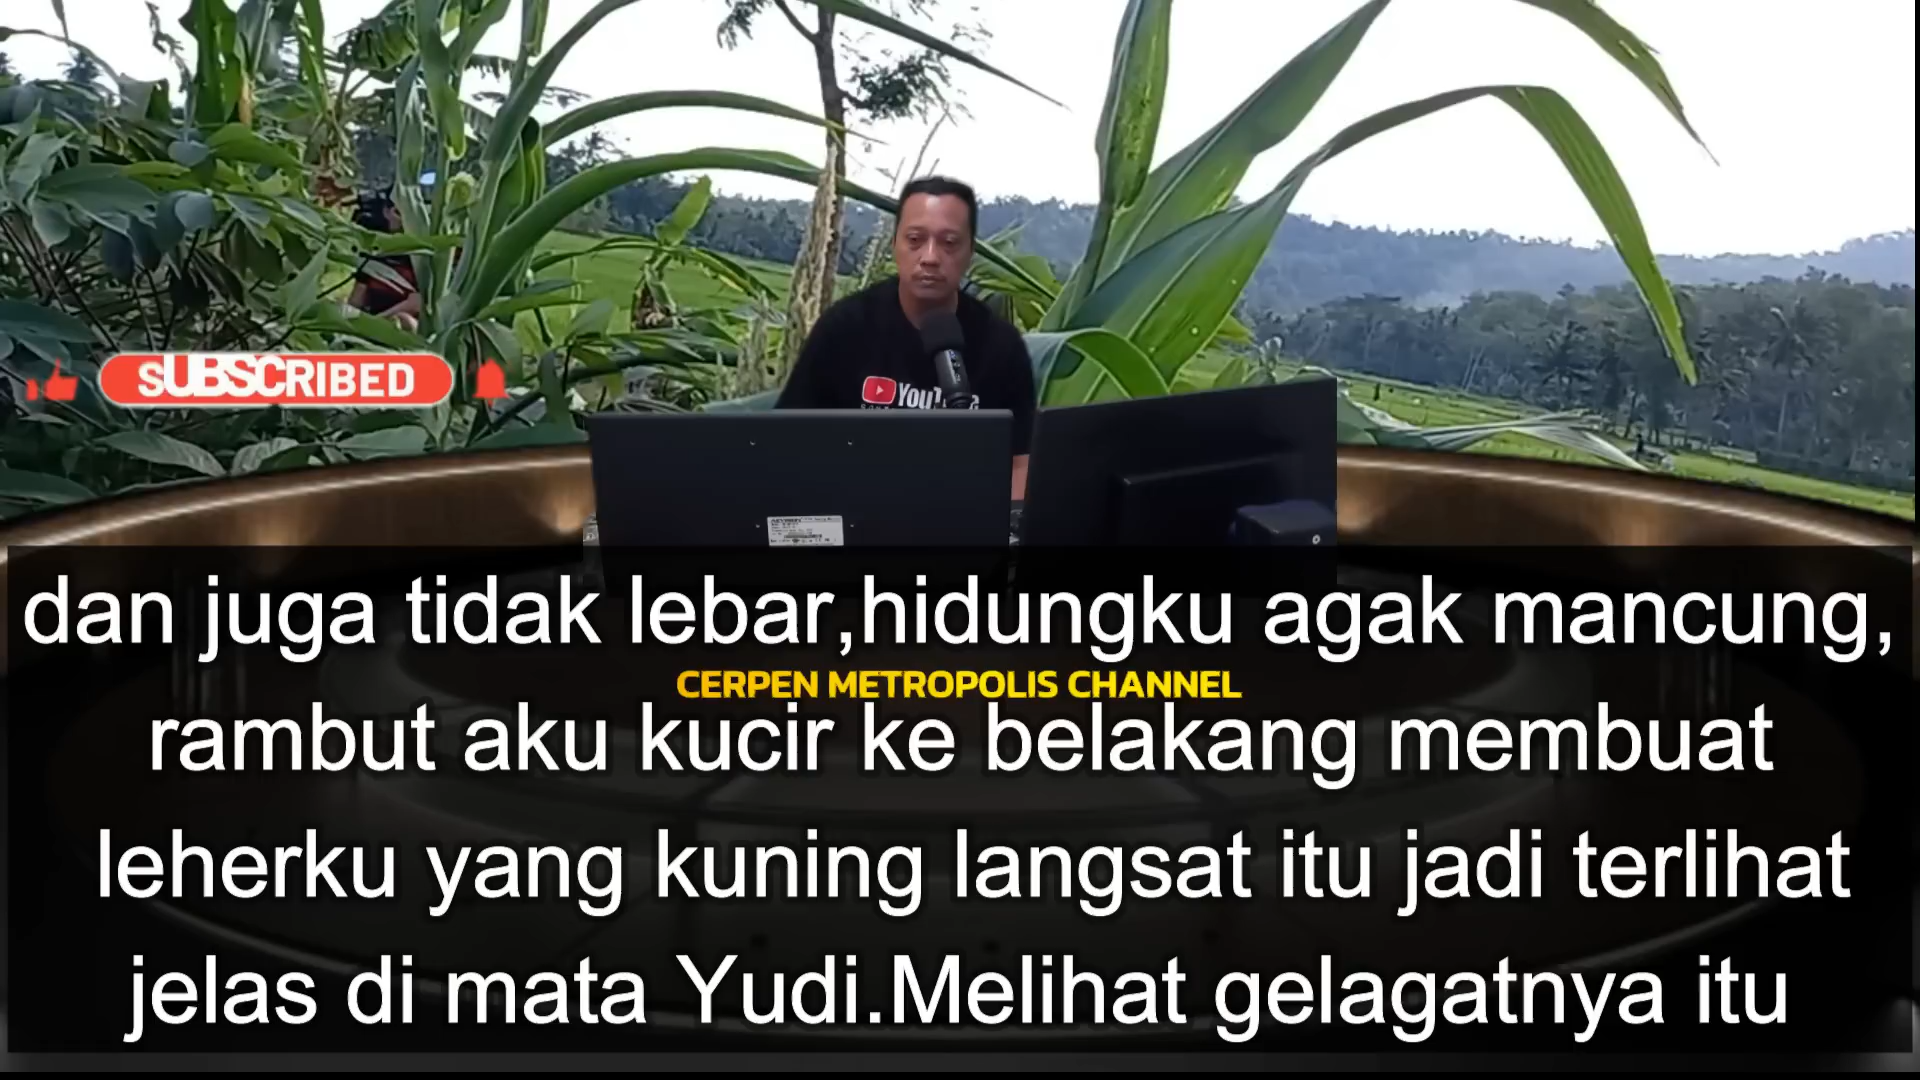 SUBSCRIBED
YouTube
dan juga tidak lebar,hidungku agak mancung,
CERPEN METROPOLIS CHANNEL
rambut aku kucir ke belakang membuat
leherku yang kuning langsat itu jadi terlihat
jelas di mata Yudi.Melihat gelagatnya itu